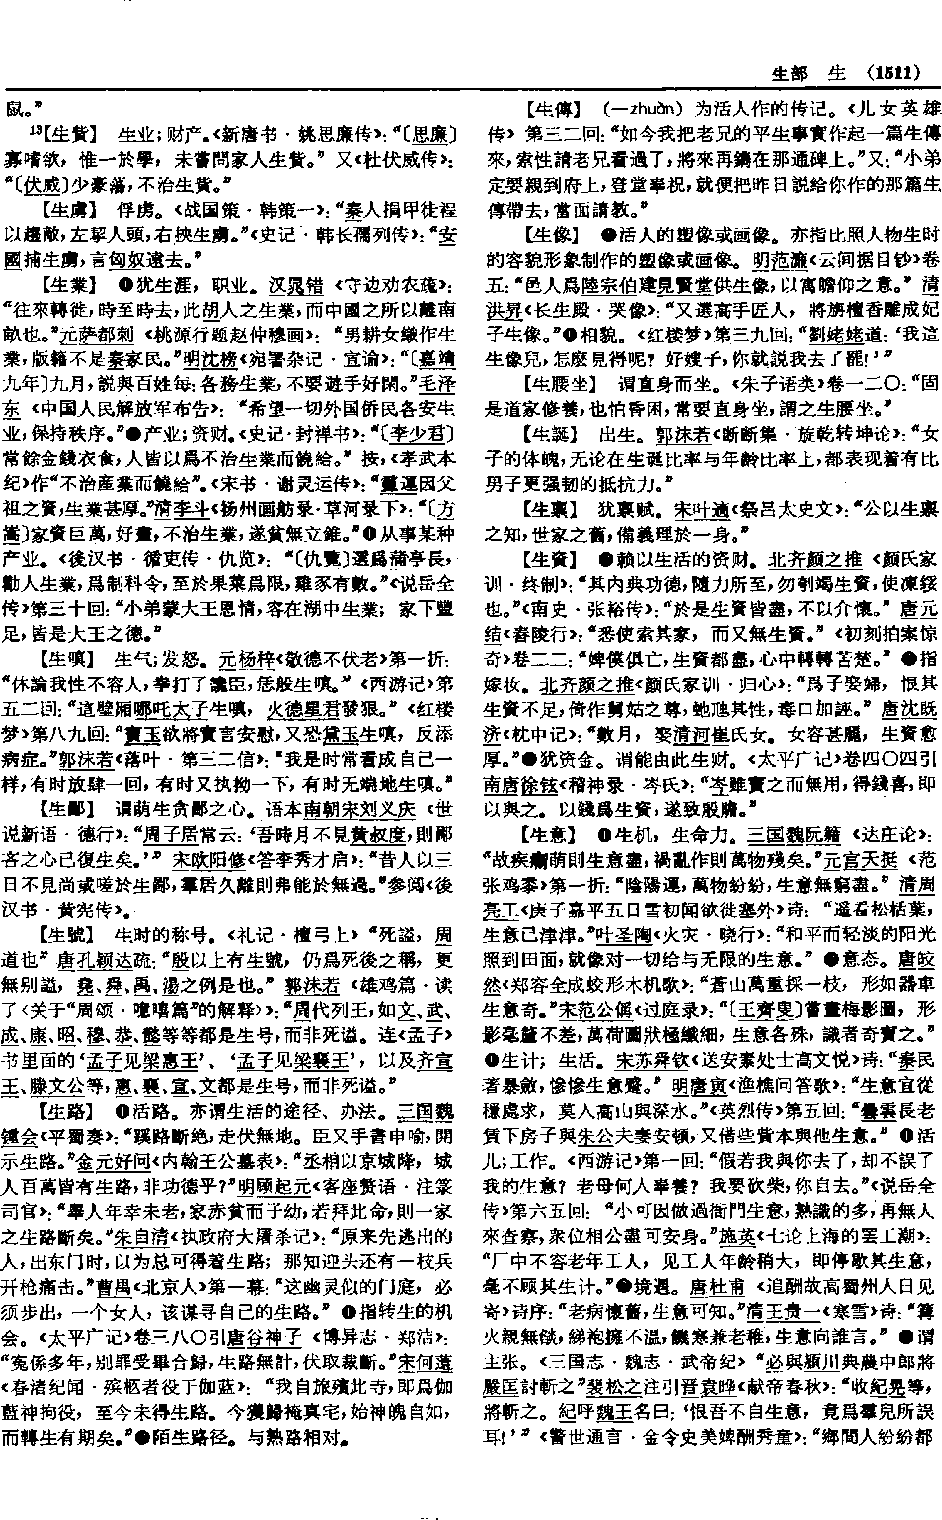 生部 生 (1511)
鼠。”
13【生貲】 生业；财产。《新唐书·姚思廉传》：“〔思廉〕
寡嗜欲，惟一於學，未嘗問家人生貲。”又《杜伏威传》：
“〔伏威〕少豪蕩，不治生貲。”
【生虜】 俘虏。《战国策·韩策一》：“秦人捐甲徒裎
以趨敵，左挈人頭，右挾生虜。”《史记·韩长孺列传》：“安
國捕生虜，言匈奴遠去。”
【生業】 ❶犹生涯，职业。汉晁错《守边劝农疏》：
“往來轉徙，時至時去，此胡人之生業，而中國之所以離南
畝也。”元萨都剌《桃源行题赵仲穆画》：“男耕女織作生
業，版籍不是秦家民。”明沈榜《宛署杂记·宣谕》：“〔嘉靖
九年〕九月，說與百姓每：各務生業，不要遊手好閑。”毛泽
东《中国人民解放军布告》：“希望一切外国侨民各安生
业，保持秩序。”❷产业；资财。《史记·封禅书》：“〔李少君〕
常餘金錢衣食，人皆以爲不治生業而饒給。”按，《孝武本
纪》作“不治產業而饒給”。《宋书·谢灵运传》：“靈運因父
祖之資，生業甚厚。”清李斗《扬州画舫录·草河录下》：“〔方
嵩〕家資巨萬，好畫，不治生業，遂貧無立錐。”❸从事某种
产业。《後汉书·循吏传·仇览》：“〔仇覽〕選爲蒲亭長，
勸人生業，爲制科令，至於果菜爲限，雞豕有數。”《说岳全
传》第三十回：“小弟蒙大王恩情，容在湖中生業；家下豐
足，皆是大王之德。”
【生嗔】 生气；发怒。元杨梓《敬德不伏老》第一折：
“休論我性不容人，拳打了讒臣，恁般生嗔。”《西游记》第
五二回：“這壁厢哪吒太子生嗔，火德星君發狠。”《红楼
梦》第八九回：“寶玉欲將實言安慰，又恐黛玉生嗔，反添
病症。”郭沫若《落叶·第三二信》：“我是时常看成自己一
样，有时放肆一回，有时又执拗一下，有时无端地生嗔。”
【生鄙】 谓萌生贪鄙之心。语本南朝宋刘义庆《世
说新语·德行》：“周子居常云：‘吾時月不見黄叔度，則鄙
吝之心已復生矣。’”宋欧阳修《答李秀才启》：“昔人以三
日不見尚或嗟於生鄙，羣居久離則弗能於無過。”参阅《後
汉书·黄宪传》。
【生號】 生时的称号。《礼记·檀弓上》“死謚，周
道也”唐孔颖达疏：“殷以上有生號，仍爲死後之稱，更
無别謚，堯、舜、禹、湯之例是也。”郭沫若《雄鸡篇·读
了〈关于“周颂·噫嘻篇”的解释〉》：“周代列王，如文、武、
成、康、昭、穆、恭、懿等等都是生号，而非死谥。连《孟子》
书里面的‘孟子见梁惠王’、‘孟子见梁襄王’，以及齐宣
王、滕文公等，惠、襄、宣、文都是生号，而非死谥。”
【生路】 ❶活路。亦谓生活的途径、办法。三国魏
锺会《平蜀奏》：“蹊路斷絶，走伏無地。臣又手書申喻，開
示生路。”金元好问《内翰王公墓表》：“丞相以京城降，城
人百萬皆有生路，非功德乎？”明顾起元《客座赘语·注箓
司官》：“舉人年幸未老，家赤貧而子幼，若拜此命，則一家
之生路斷矣。”朱自清《执政府大屠杀记》：“原来先逃出的
人，出东门时，以为总可得着生路；那知迎头还有一枝兵
开枪痛击。”曹禺《北京人》第一幕：“这幽灵似的门庭，必
须步出，一个女人，该谋寻自己的生路。”❷指转生的机
会。《太平广记》卷三八〇引唐谷神子《博异志·郑洁》：
“寃係多年，别罪受畢合歸，生路無計，伏取裁斷。”宋何薳
《春渚纪闻·殡柩者役于伽蓝》：“我自旅殯此寺，即爲伽
藍神拘役，至今未得生路。今獲歸掩真宅，始神魄自如，
而轉生有期矣。”❸陌生路径。与熟路相对。
【生傳】 （—zhuàn）为活人作的传记。《儿女英雄
传》第三二回：“如今我把老兄的平生事實作起一篇生傳
來，索性請老兄看過了，將來再鐫在那通碑上。”又：“小弟
定要親到府上，登堂奉祝，就便把昨日説給你作的那篇生
傳帶去，當面請教。”
【生像】 ❶活人的塑像或画像。亦指比照人物生时
的容貌形象制作的塑像或画像。明范濂《云间据目钞》卷
五：“邑人爲陸宗伯建見賢堂供生像，以寓瞻仰之意。”清
洪昇《长生殿·哭像》：“又選高手匠人，將旃檀香雕成妃
子生像。”❷相貌。《红楼梦》第三九回：“劉姥姥道：‘我這
生像兒，怎麽見得呢？好嫂子，你就説我去了罷！’”
【生腰坐】 谓直身而坐。《朱子语类》卷一二〇：“固
是道家修養，也怕昏困，常要直身坐，謂之生腰坐。”
【生誕】 出生。郭沫若《断断集·旋乾转坤论》：“女
子的体魄，无论在生诞比率与年龄比率上，都表现着有比
男子更强韧的抵抗力。”
【生稟】 犹禀赋。宋叶適《祭吕太史文》：“公以生稟
之知，世家之舊，備義理於一身。”
【生資】 ❶赖以生活的资财。北齐颜之推《颜氏家
训·终制》：“其内典功德，隨力所至，勿刳竭生資，使凍餒
也。”《南史·张裕传》：“於是生資皆盡，不以介懷。”唐元
结《舂陵行》：“悉使索其家，而又無生資。”《初刻拍案惊
奇》卷二二：“婢僕俱亡，生資都盡，心中轉轉苦楚。”❷指
嫁妆。北齐颜之推《颜氏家训·归心》：“爲子娶婦，恨其
生資不足，倚作舅姑之尊，虵虺其性，毒口加誣。”唐沈既
济《枕中记》：“數月，娶清河崔氏女。女容甚麗，生資愈
厚。”❸犹资金。谓能由此生财。《太平广记》卷四〇四引
南唐徐铉《稽神录·岑氏》：“岑雖寶之而無用，得錢喜，即
以與之。以錢爲生資，遂致殷贍。”
【生意】 ❶生机，生命力。三国魏阮籍《达庄论》：
“故疾瘳萌則生意盡，禍亂作則萬物殘矣。”元宫天挺《范
张鸡黍》第一折：“陰陽運，萬物紛紛，生意無窮盡。”清周
亮工《庚子嘉平五日雪初闻欲徙塞外》诗：“遥看松栝葉，
生意已津津。”叶圣陶《火灾·晓行》：“和平而轻淡的阳光
照到田面，就像对一切给与无限的生意。”❷意态。唐皎
然《郑容全成蛟形木机歌》：“蒼山萬重採一枝，形如器車
生意奇。”宋范公偁《过庭录》：“〔王齊叟〕嘗畫梅影圖，形
影毫釐不差，萬荷圖狀極纖細，生意各殊，識者奇寶之。”
❸生计；生活。宋苏舜钦《送安素处士高文悦》诗：“秦民
著暴斂，慘慘生意蹙。”明唐寅《渔樵问答歌》：“生意宜從
穩處求，莫入高山與深水。”《英烈传》第五回：“曇雲長老
賃下房子與朱公夫妻安頓，又借些貲本與他生意。”❹活
儿；工作。《西游记》第一回：“假若我與你去了，却不誤了
我的生意？老母何人奉養？我要砍柴，你自去。”《说岳全
传》第六五回：“小可因做過衙門生意，熟識的多，再無人
來查察，衆位相公盡可安身。”施英《七论上海的罢工潮》：
“厂中不容老年工人，见工人年龄稍大，即停歇其生意，
毫不顾其生计。”❺境遇。唐杜甫《追酬故高蜀州人日见
寄》诗序：“老病懷舊，生意可知。”清王贵一《寒雪》诗：“篝
火親無俶，綈袍擁不温，饑寒兼老稚，生意向誰言。”❻谓
主张。《三国志·魏志·武帝纪》“必與潁川典農中郎將
嚴匡討斬之”裴松之注引晋袁晔《献帝春秋》：“收紀晃等，
將斬之。紀呼魏王名曰：‘恨吾不自生意，竟爲羣兒所誤
耳！’”《警世通言·金令史美婢酬秀童》：“鄉間人紛紛都